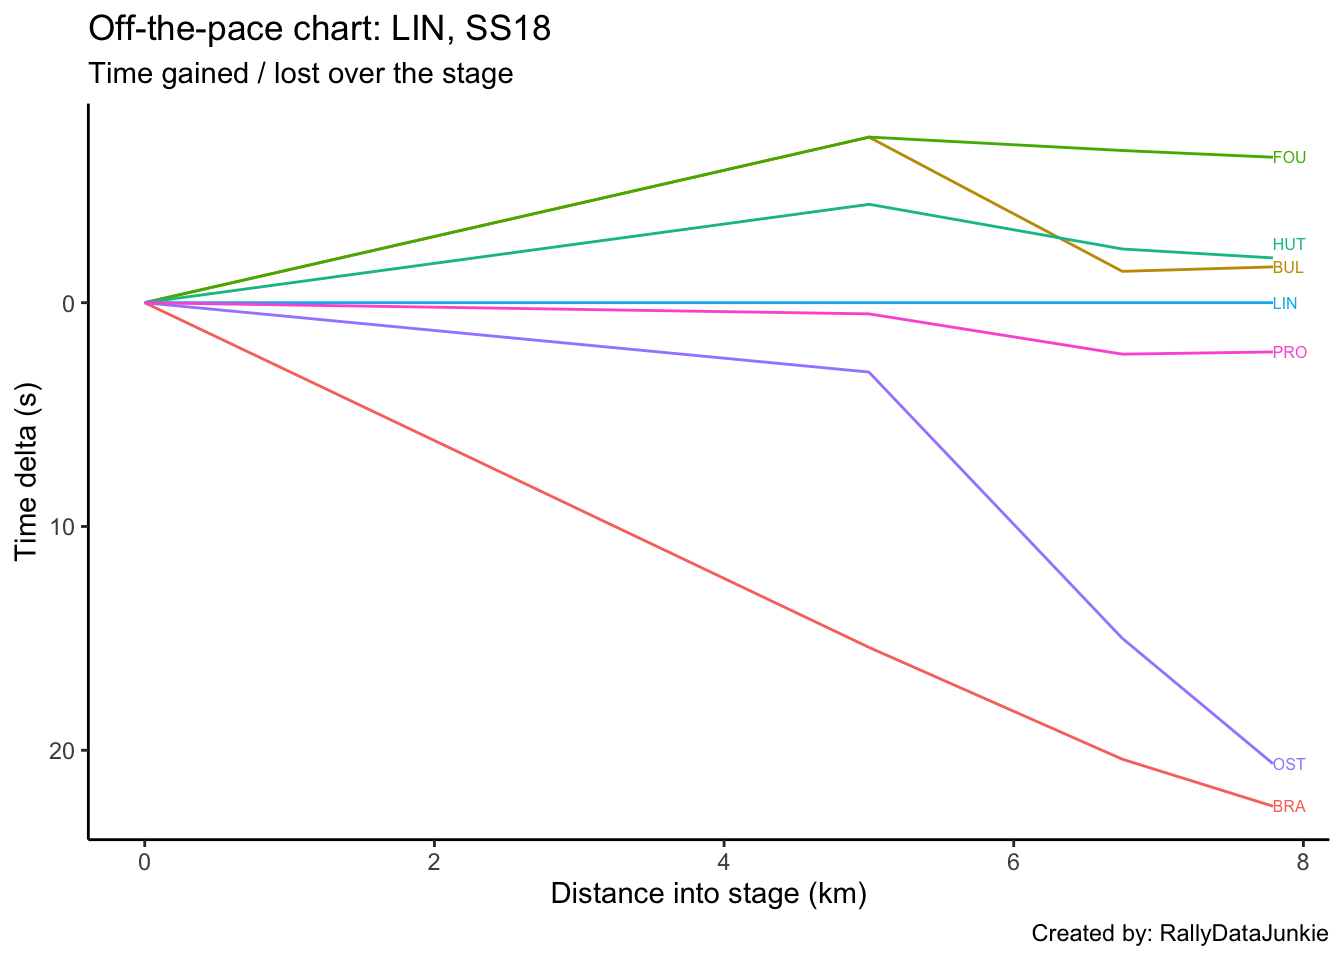 Off-the-pace chart: LIN, SS18
Time gained / lost over the stage
FOU
HUT
BUL
0
LIN
PRO
Time delta (s)
10
20
OST
BRA
0 2 4 6 8
Distance into stage (km)
Created by: RallyDataJunkie